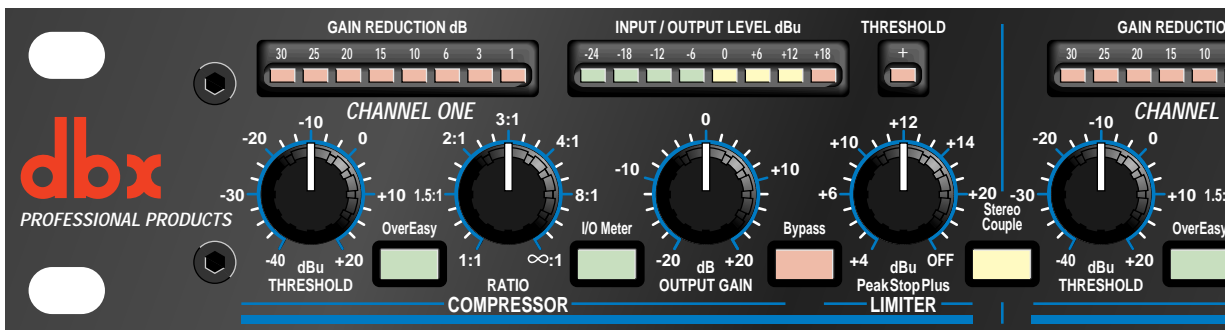 GAIN REDUCTION dB
30 25 20 15 10 6 3 1
INPUT / OUTPUT LEVEL dBu
-24 -18 -12 -6 0 +6 +12 +18
THRESHOLD
+
GAIN REDUCTIO
30 25 20 15 10
CHANNEL ONE
CHANNEL
dbx
PROFESSIONAL PRODUCTS
-40 -30 -20 -10 0 +10 +20
dBu
THRESHOLD
OverEasy
1:1 1.5:1 2:1 3:1 4:1 8:1 ∞:1
RATIO
I/O Meter
-20 -10 0 +10 +20
dB
OUTPUT GAIN
Bypass
+4 +6 +10 +12 +14 +20 OFF
dBu
PeakStopPlus
Stereo
Couple
COMPRESSOR
LIMITER
-40 -30 -20 -10 0 +10 +20
dBu
THRESHOLD
OverEasy
1.5:
1:1